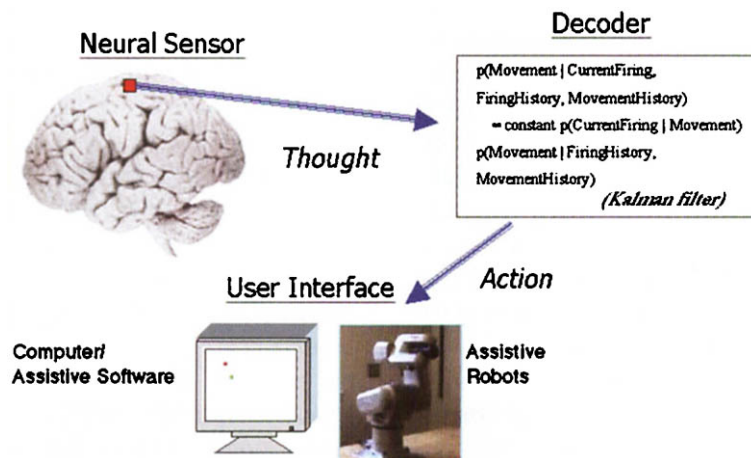 Neural Sensor
Decoder
p(Movement | CurrentFiring,
FiringHistory, MovementHistory)
= constant p(CurrentFiring | Movement)
p(Movement | FiringHistory,
MovementHistory)
(Kalman filter)
Thought
Action
User Interface
Computer/
Assistive Software
Assistive
Robots